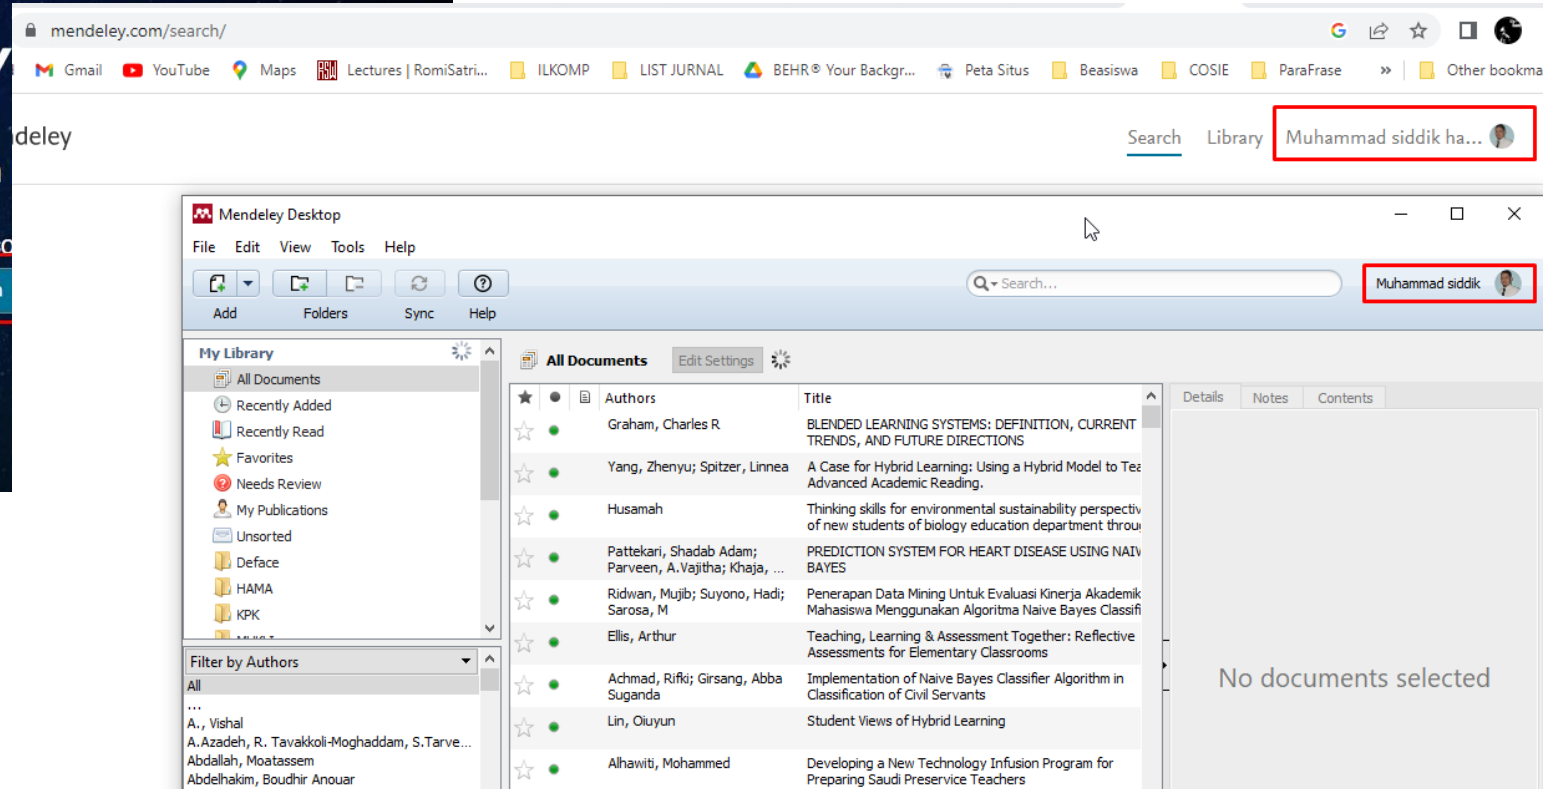 mendeley.com/search/
Gmail YouTube Maps RSW Lectures | RomiSatri... ILKOMP LIST JURNAL BEHR® Your Backgr... Peta Situs Beasiswa COSIE ParaFrase » Other bookma
deley Search Library Muhammad siddik ha...
Mendeley Desktop
File Edit View Tools Help
Search... Muhammad siddik
Add Folders Sync Help
My Library
All Documents
Recently Added
Recently Read
Favorites
Needs Review
My Publications
Unsorted
Deface
HAMA
KPK
Filter by Authors
All
...
A., Vishal
A.Azadeh, R. Tavakkoli-Moghaddam, S.Tarve...
Abdallah, Moatassem
Abdelhakim, Boudhir Anouar
All Documents Edit Settings
Authors Title
Graham, Charles R BLENDED LEARNING SYSTEMS: DEFINITION, CURRENT
TRENDS, AND FUTURE DIRECTIONS
Yang, Zhenyu; Spitzer, Linnea A Case for Hybrid Learning: Using a Hybrid Model to Tea
Advanced Academic Reading.
Husamah Thinking skills for environmental sustainability perspectiv
of new students of biology education department throu
Pattekari, Shadab Adam; PREDICTION SYSTEM FOR HEART DISEASE USING NAIV
Parveen, A.Vajitha; Khaja, ... BAYES
Ridwan, Mujib; Suyono, Hadi; Penerapan Data Mining Untuk Evaluasi Kinerja Akademik
Sarosa, M Mahasiswa Menggunakan Algoritma Naive Bayes Classifi
Ellis, Arthur Teaching, Learning & Assessment Together: Reflective
Assessments for Elementary Classrooms
Achmad, Rifki; Girsang, Abba Implementation of Naive Bayes Classifier Algorithm in
Suganda Classification of Civil Servants
Lin, Oiuyun Student Views of Hybrid Learning
Alhawiti, Mohammed Developing a New Technology Infusion Program for
Preparing Saudi Preservice Teachers
Details Notes Contents
No documents selected